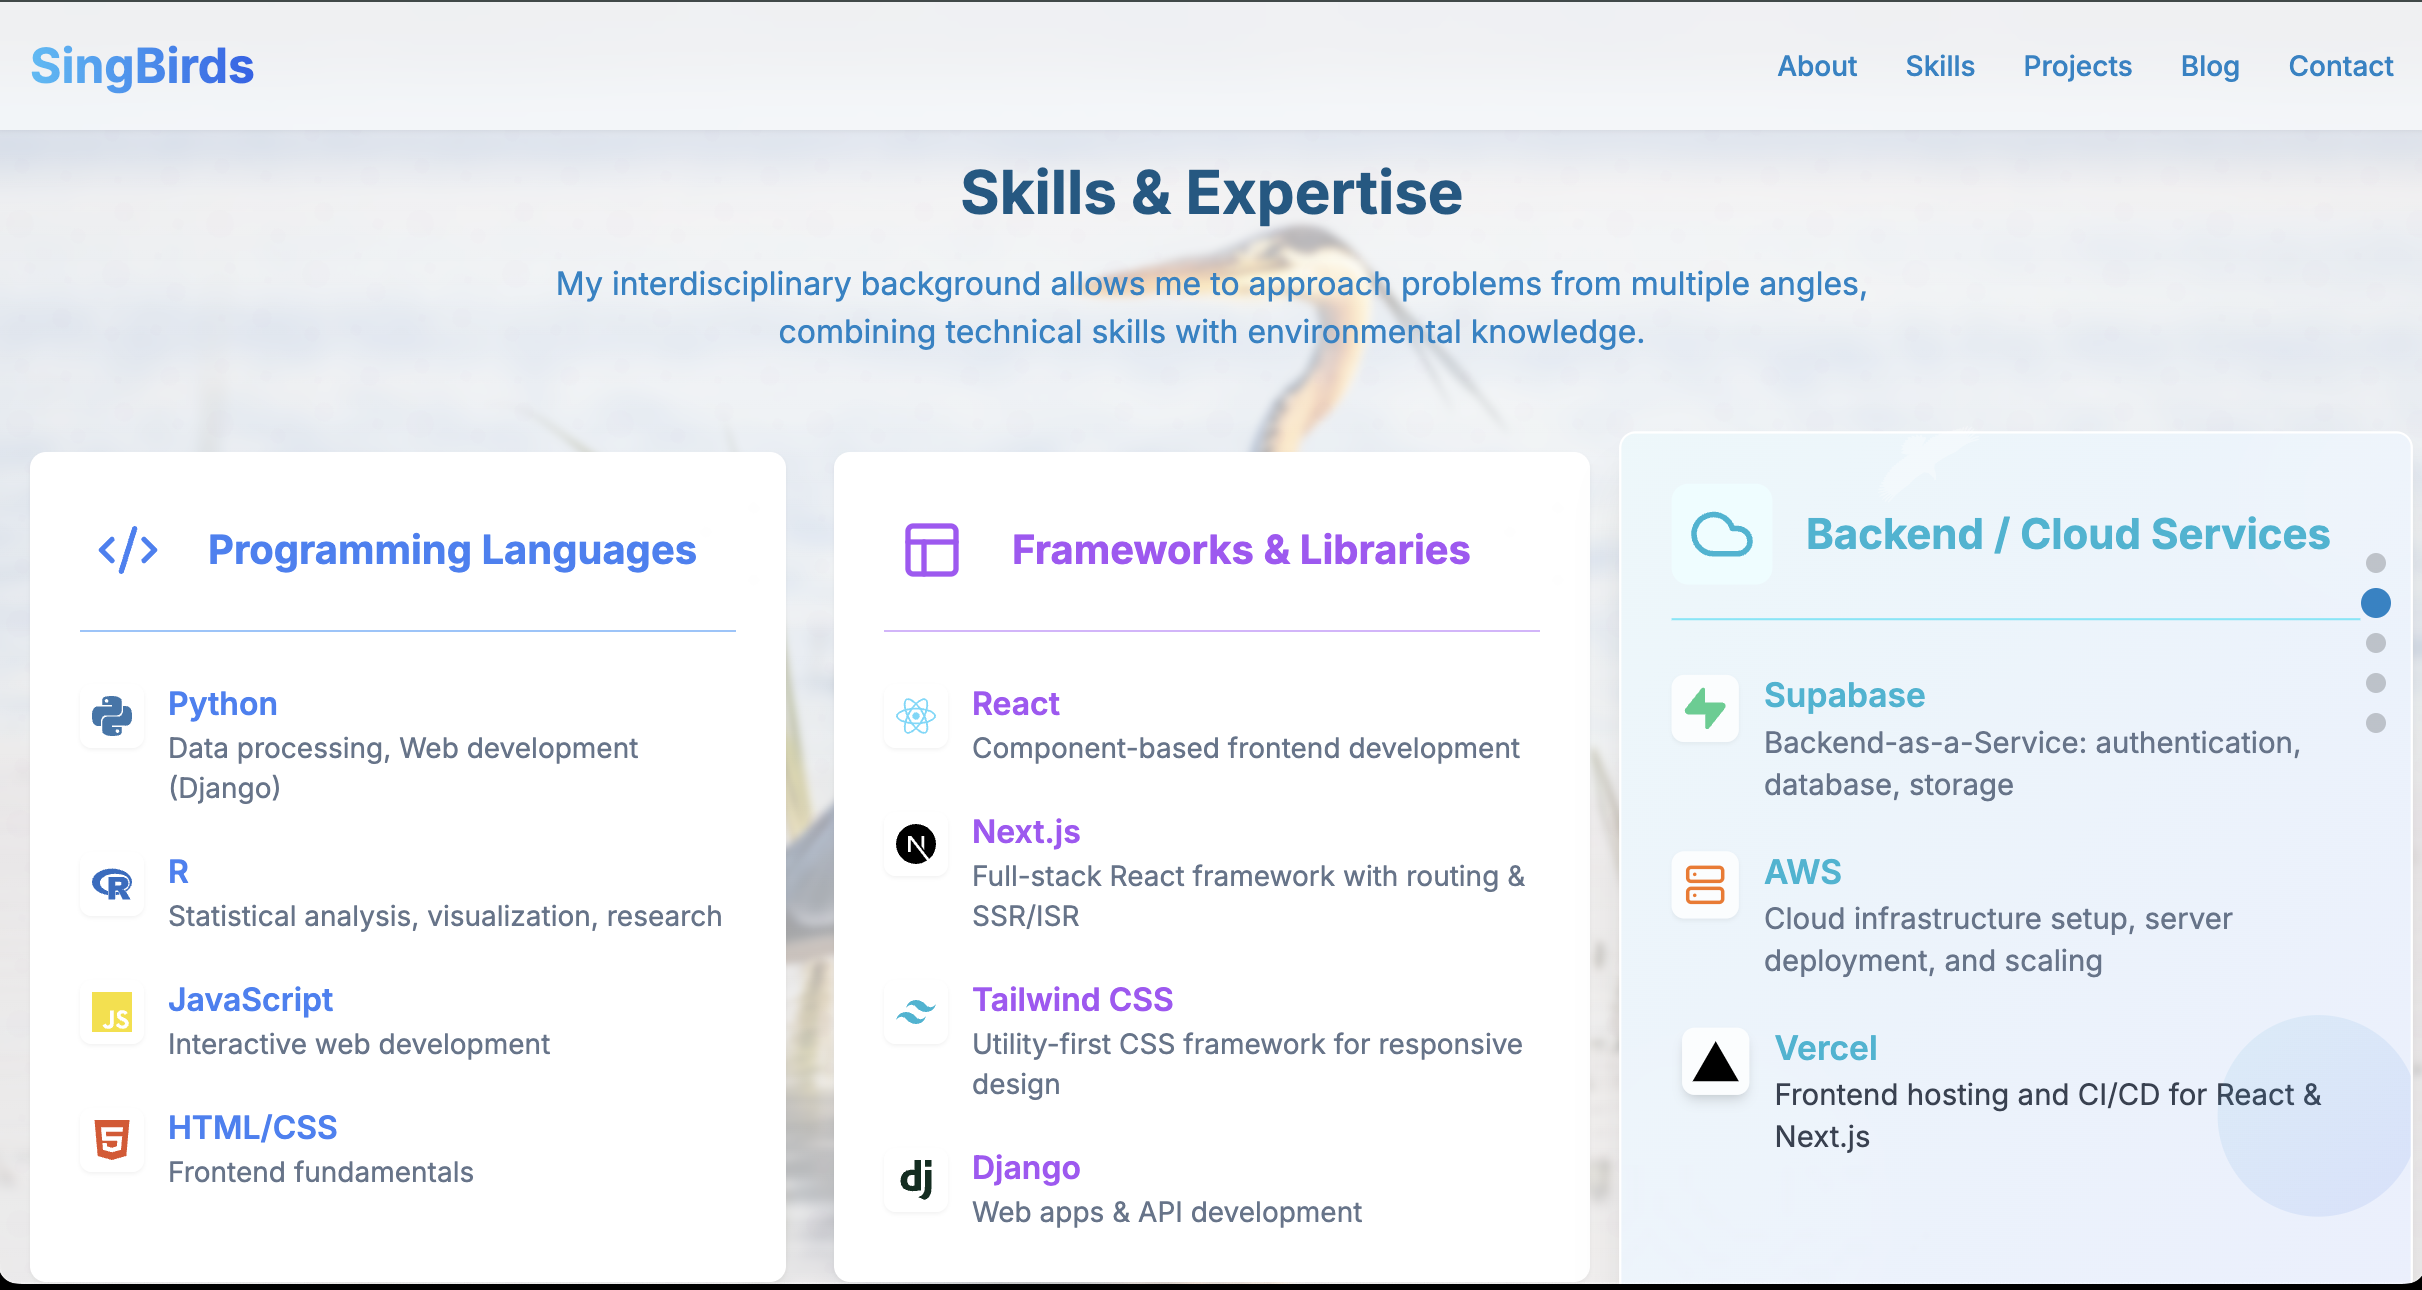 SingBirds
About
Skills
Projects
Blog
Contact
Skills & Expertise
My interdisciplinary background allows me to approach problems from multiple angles,
combining technical skills with environmental knowledge.
</> Programming Languages
Python
Data processing, Web development
(Django)
R
R
Statistical analysis, visualization, research
JS
JavaScript
Interactive web development
5
HTML/CSS
Frontend fundamentals
Frameworks & Libraries
React
Component-based frontend development
N
Next.js
Full-stack React framework with routing &
SSR/ISR
Tailwind CSS
Utility-first CSS framework for responsive
design
dj
Django
Web apps & API development
Backend / Cloud Services
Supabase
Backend-as-a-Service: authentication,
database, storage
AWS
Cloud infrastructure setup, server
deployment, and scaling
Vercel
Frontend hosting and CI/CD for React &
Next.js